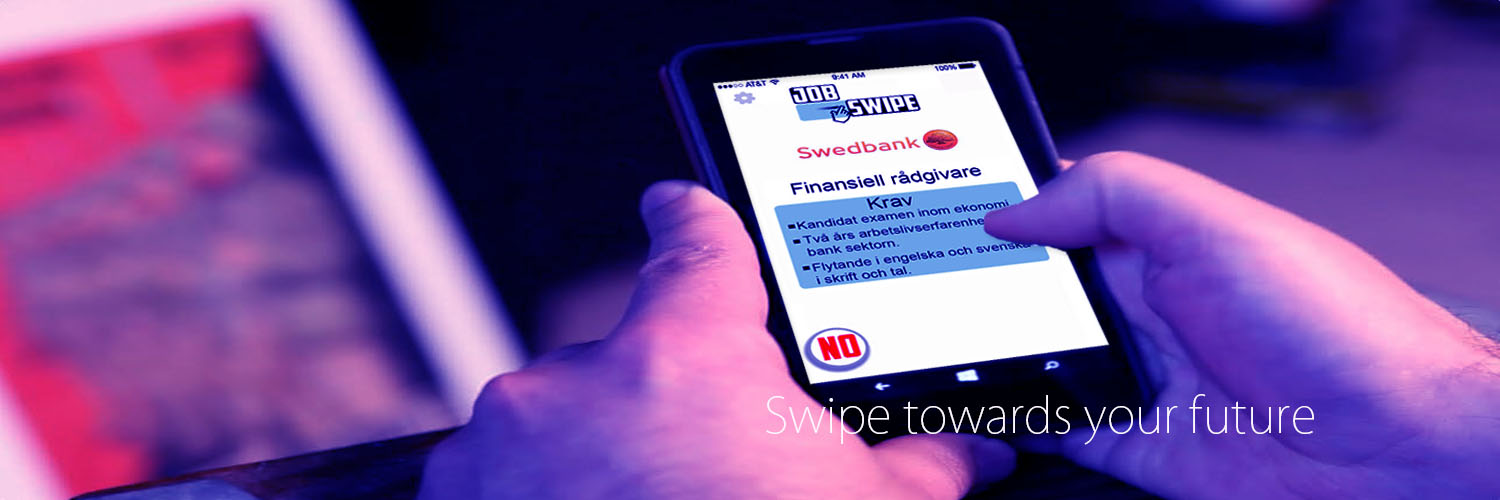 AT&T 9:41 AM 100%
JOB
SWIPE
Swedbank
Finansiell rådgivare
Krav
▪Kandidat examen inom ekonomi
▪Två års
bank sektorn.
▪Flytande i engelska och svenska
i skrift och tal.
NO
Swipe towards your future